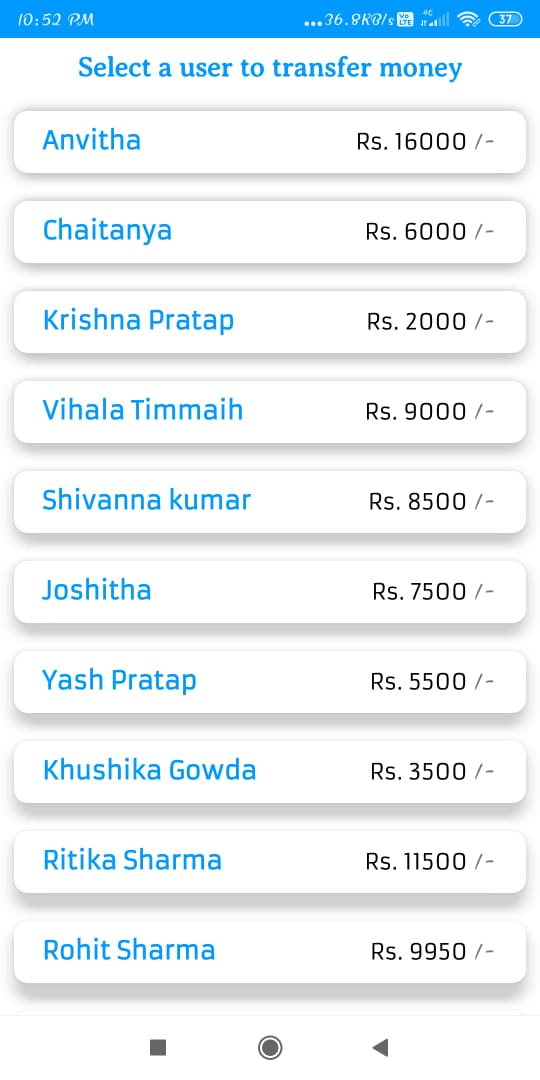 10:52 PM ...36.8KB/s Vo LTE 4G 37
Select a user to transfer money
Anvitha Rs. 16000 /-
Chaitanya Rs. 6000 /-
Krishna Pratap Rs. 2000 /-
Vihala Timmaih Rs. 9000 /-
Shivanna kumar Rs. 8500 /-
Joshitha Rs. 7500 /-
Yash Pratap Rs. 5500 /-
Khushika Gowda Rs. 3500 /-
Ritika Sharma Rs. 11500 /-
Rohit Sharma Rs. 9950 /-